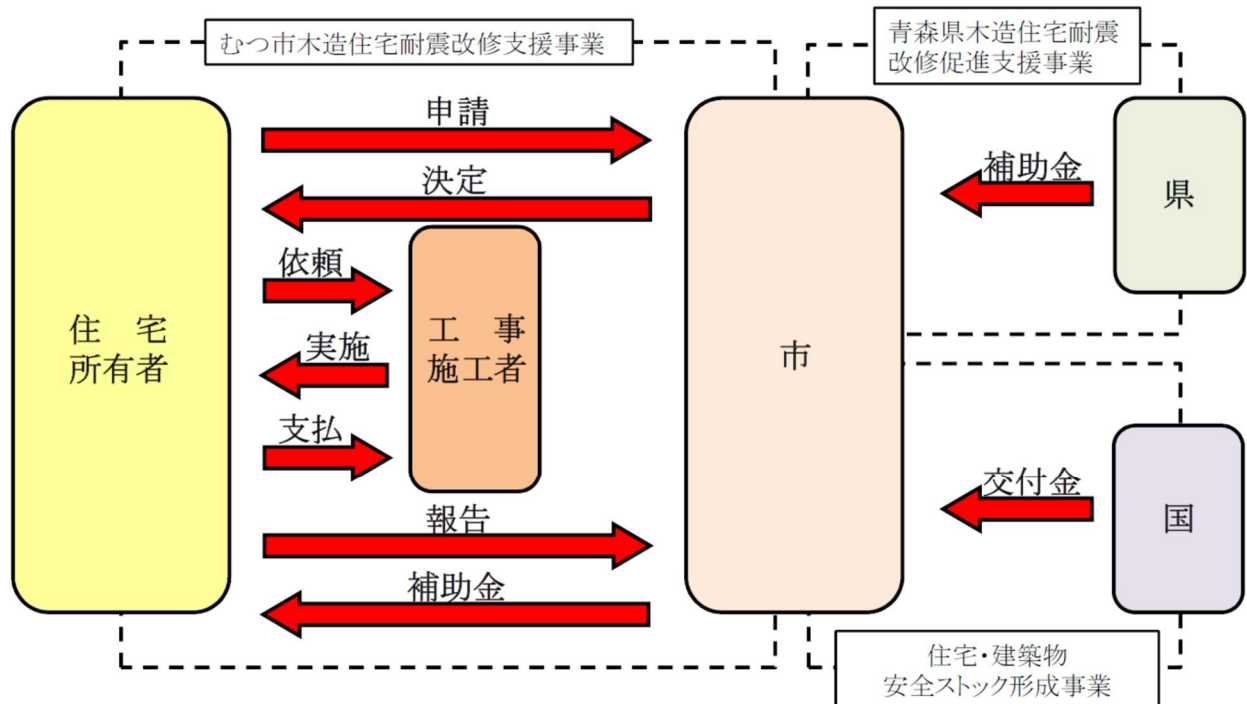 むつ市木造住宅耐震改修支援事業
青森県木造住宅耐震
改修促進支援事業
申請
決定
補助金
県
依頼
住　宅
所有者
実施
工　事
施工者
市
支払
交付金
国
報告
補助金
住宅・建築物
安全ストック形成事業